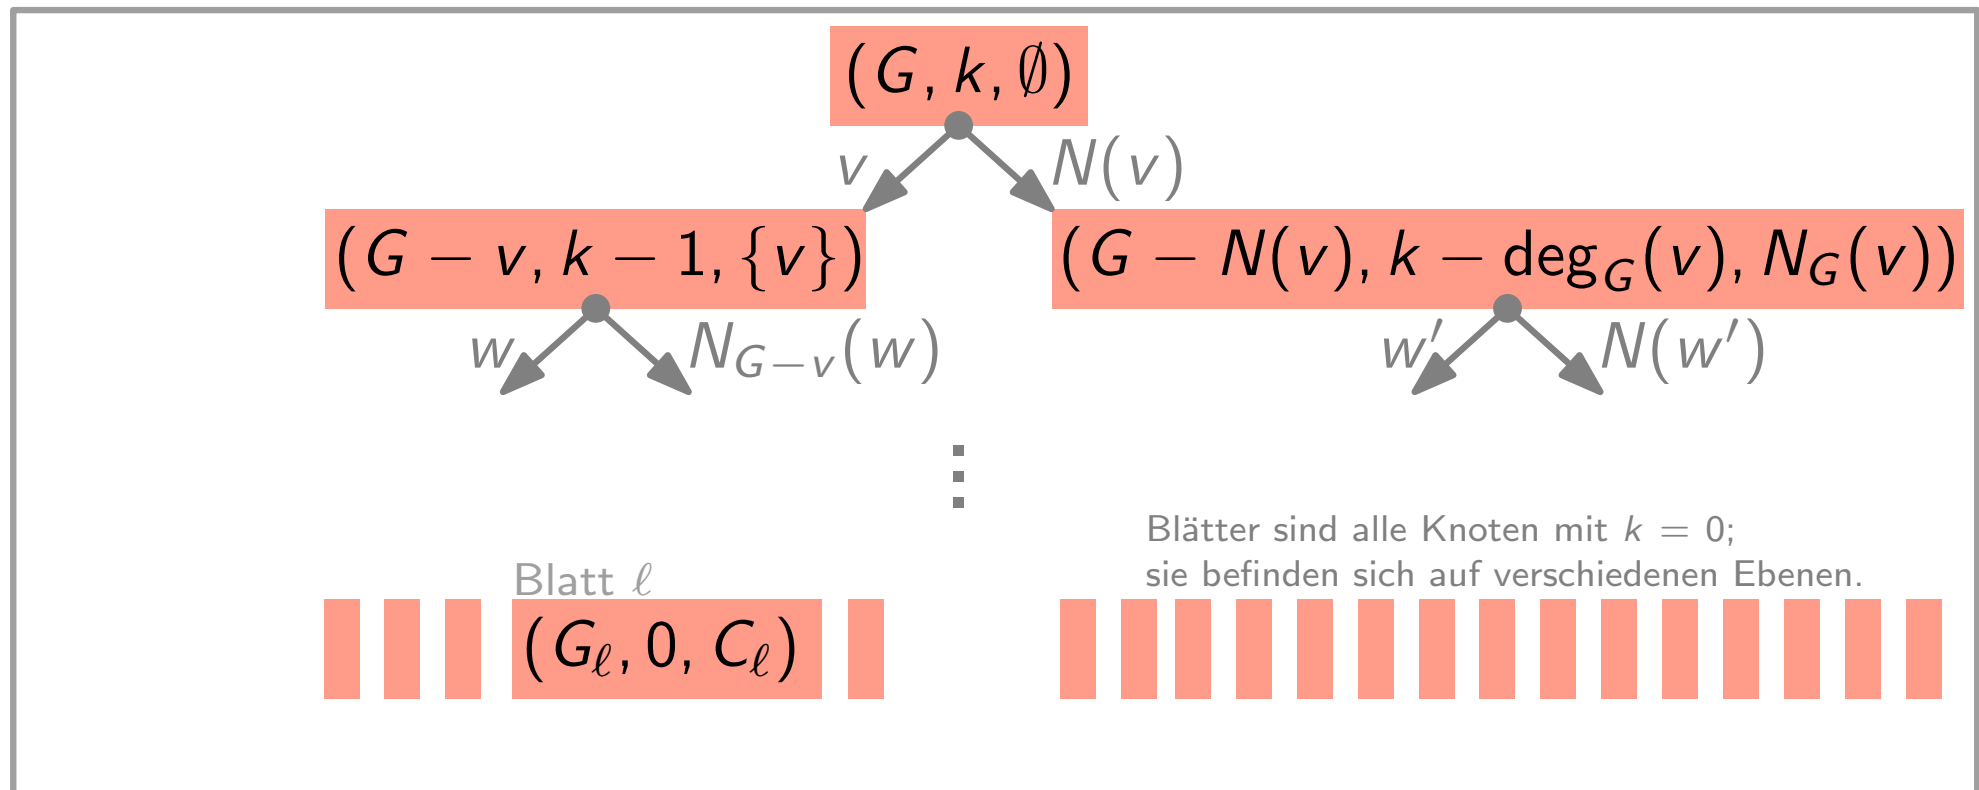 (G, k, ∅)
v N(v)
(G − v, k − 1, {v}) (G − N(v), k − deg_G(v), N_G(v))
w N_{G−v}(w) w′ N(w′)
Blätter sind alle Knoten mit k = 0;
sie befinden sich auf verschiedenen Ebenen.
Blatt ℓ
(G_ℓ, 0, C_ℓ)